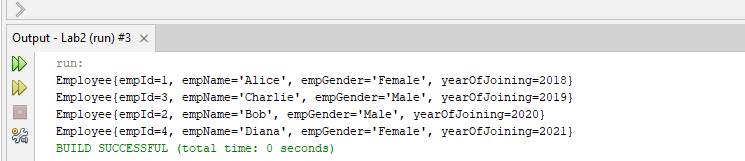 Output - Lab2 (run) #3
run:
Employee{empId=1, empName='Alice', empGender='Female', yearOfJoining=2018}
Employee{empId=3, empName='Charlie', empGender='Male', yearOfJoining=2019}
Employee{empId=2, empName='Bob', empGender='Male', yearOfJoining=2020}
Employee{empId=4, empName='Diana', empGender='Female', yearOfJoining=2021}
BUILD SUCCESSFUL (total time: 0 seconds)